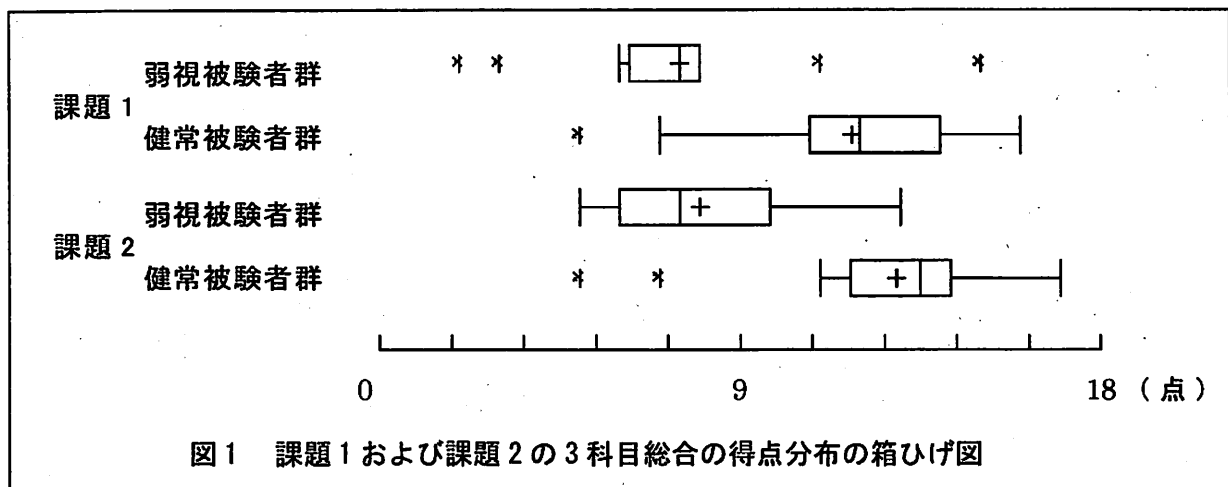 弱視被験者群
課題1
健常被験者群
弱視被験者群
課題2
健常被験者群
0 9 18 (点)
図1 課題1および課題2の3科目総合の得点分布の箱ひげ図